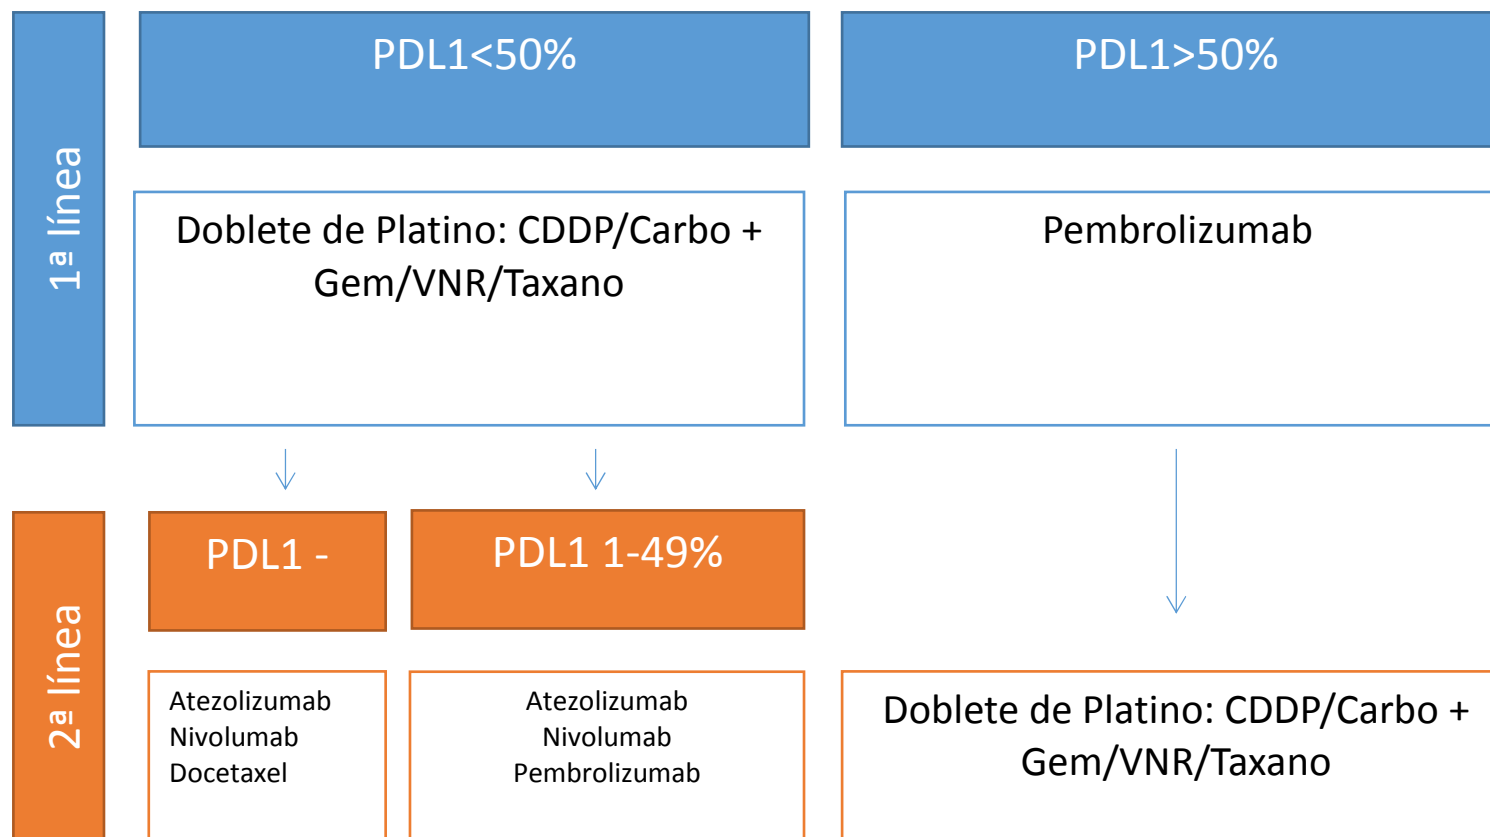 1ª línea
PDL1<50%
PDL1>50%
Doblete de Platino: CDDP/Carbo +
Gem/VNR/Taxano
Pembrolizumab
2ª línea
PDL1 -
PDL1 1-49%
Atezolizumab
Nivolumab
Docetaxel
Atezolizumab
Nivolumab
Pembrolizumab
Doblete de Platino: CDDP/Carbo +
Gem/VNR/Taxano